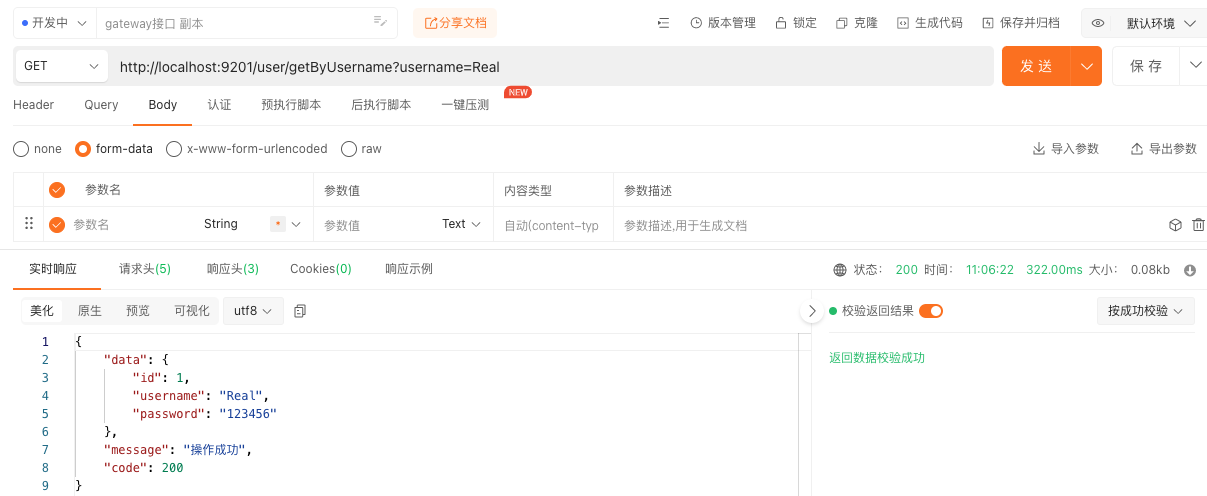 开发中 gateway接口 副本 分享文档 版本管理 锁定 克隆 生成代码 保存并归档 默认环境
GET http://localhost:9201/user/getByUsername?username=Real 发送 保存
Header Query Body 认证 预执行脚本 后执行脚本 一键压测 NEW
none form-data x-www-form-urlencoded raw 导入参数 导出参数
参数名 参数值 内容类型 参数描述
参数名 String * 参数值 Text 自动(content-typ 参数描述,用于生成文档
实时响应 请求头(5) 响应头(3) Cookies(0) 响应示例 状态: 200 时间: 11:06:22 322.00ms 大小: 0.08kb
美化 原生 预览 可视化 utf8 校验返回结果 按成功校验
返回数据校验成功
1 {
2 "data": {
3 "id": 1,
4 "username": "Real",
5 "password": "123456"
6 },
7 "message": "操作成功",
8 "code": 200
9 }